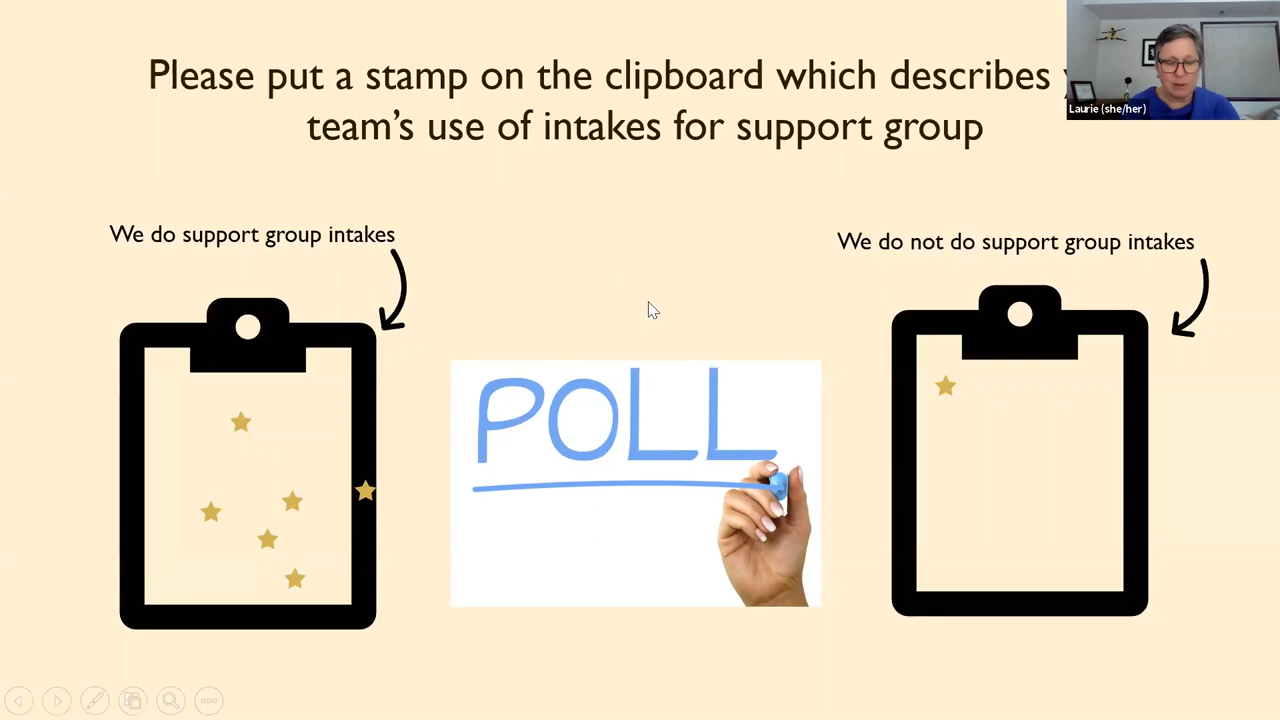 Please put a stamp on the clipboard which describes
team's use of intakes for support group
Laurie (she/her)
We do support group intakes
We do not do support group intakes
POLL